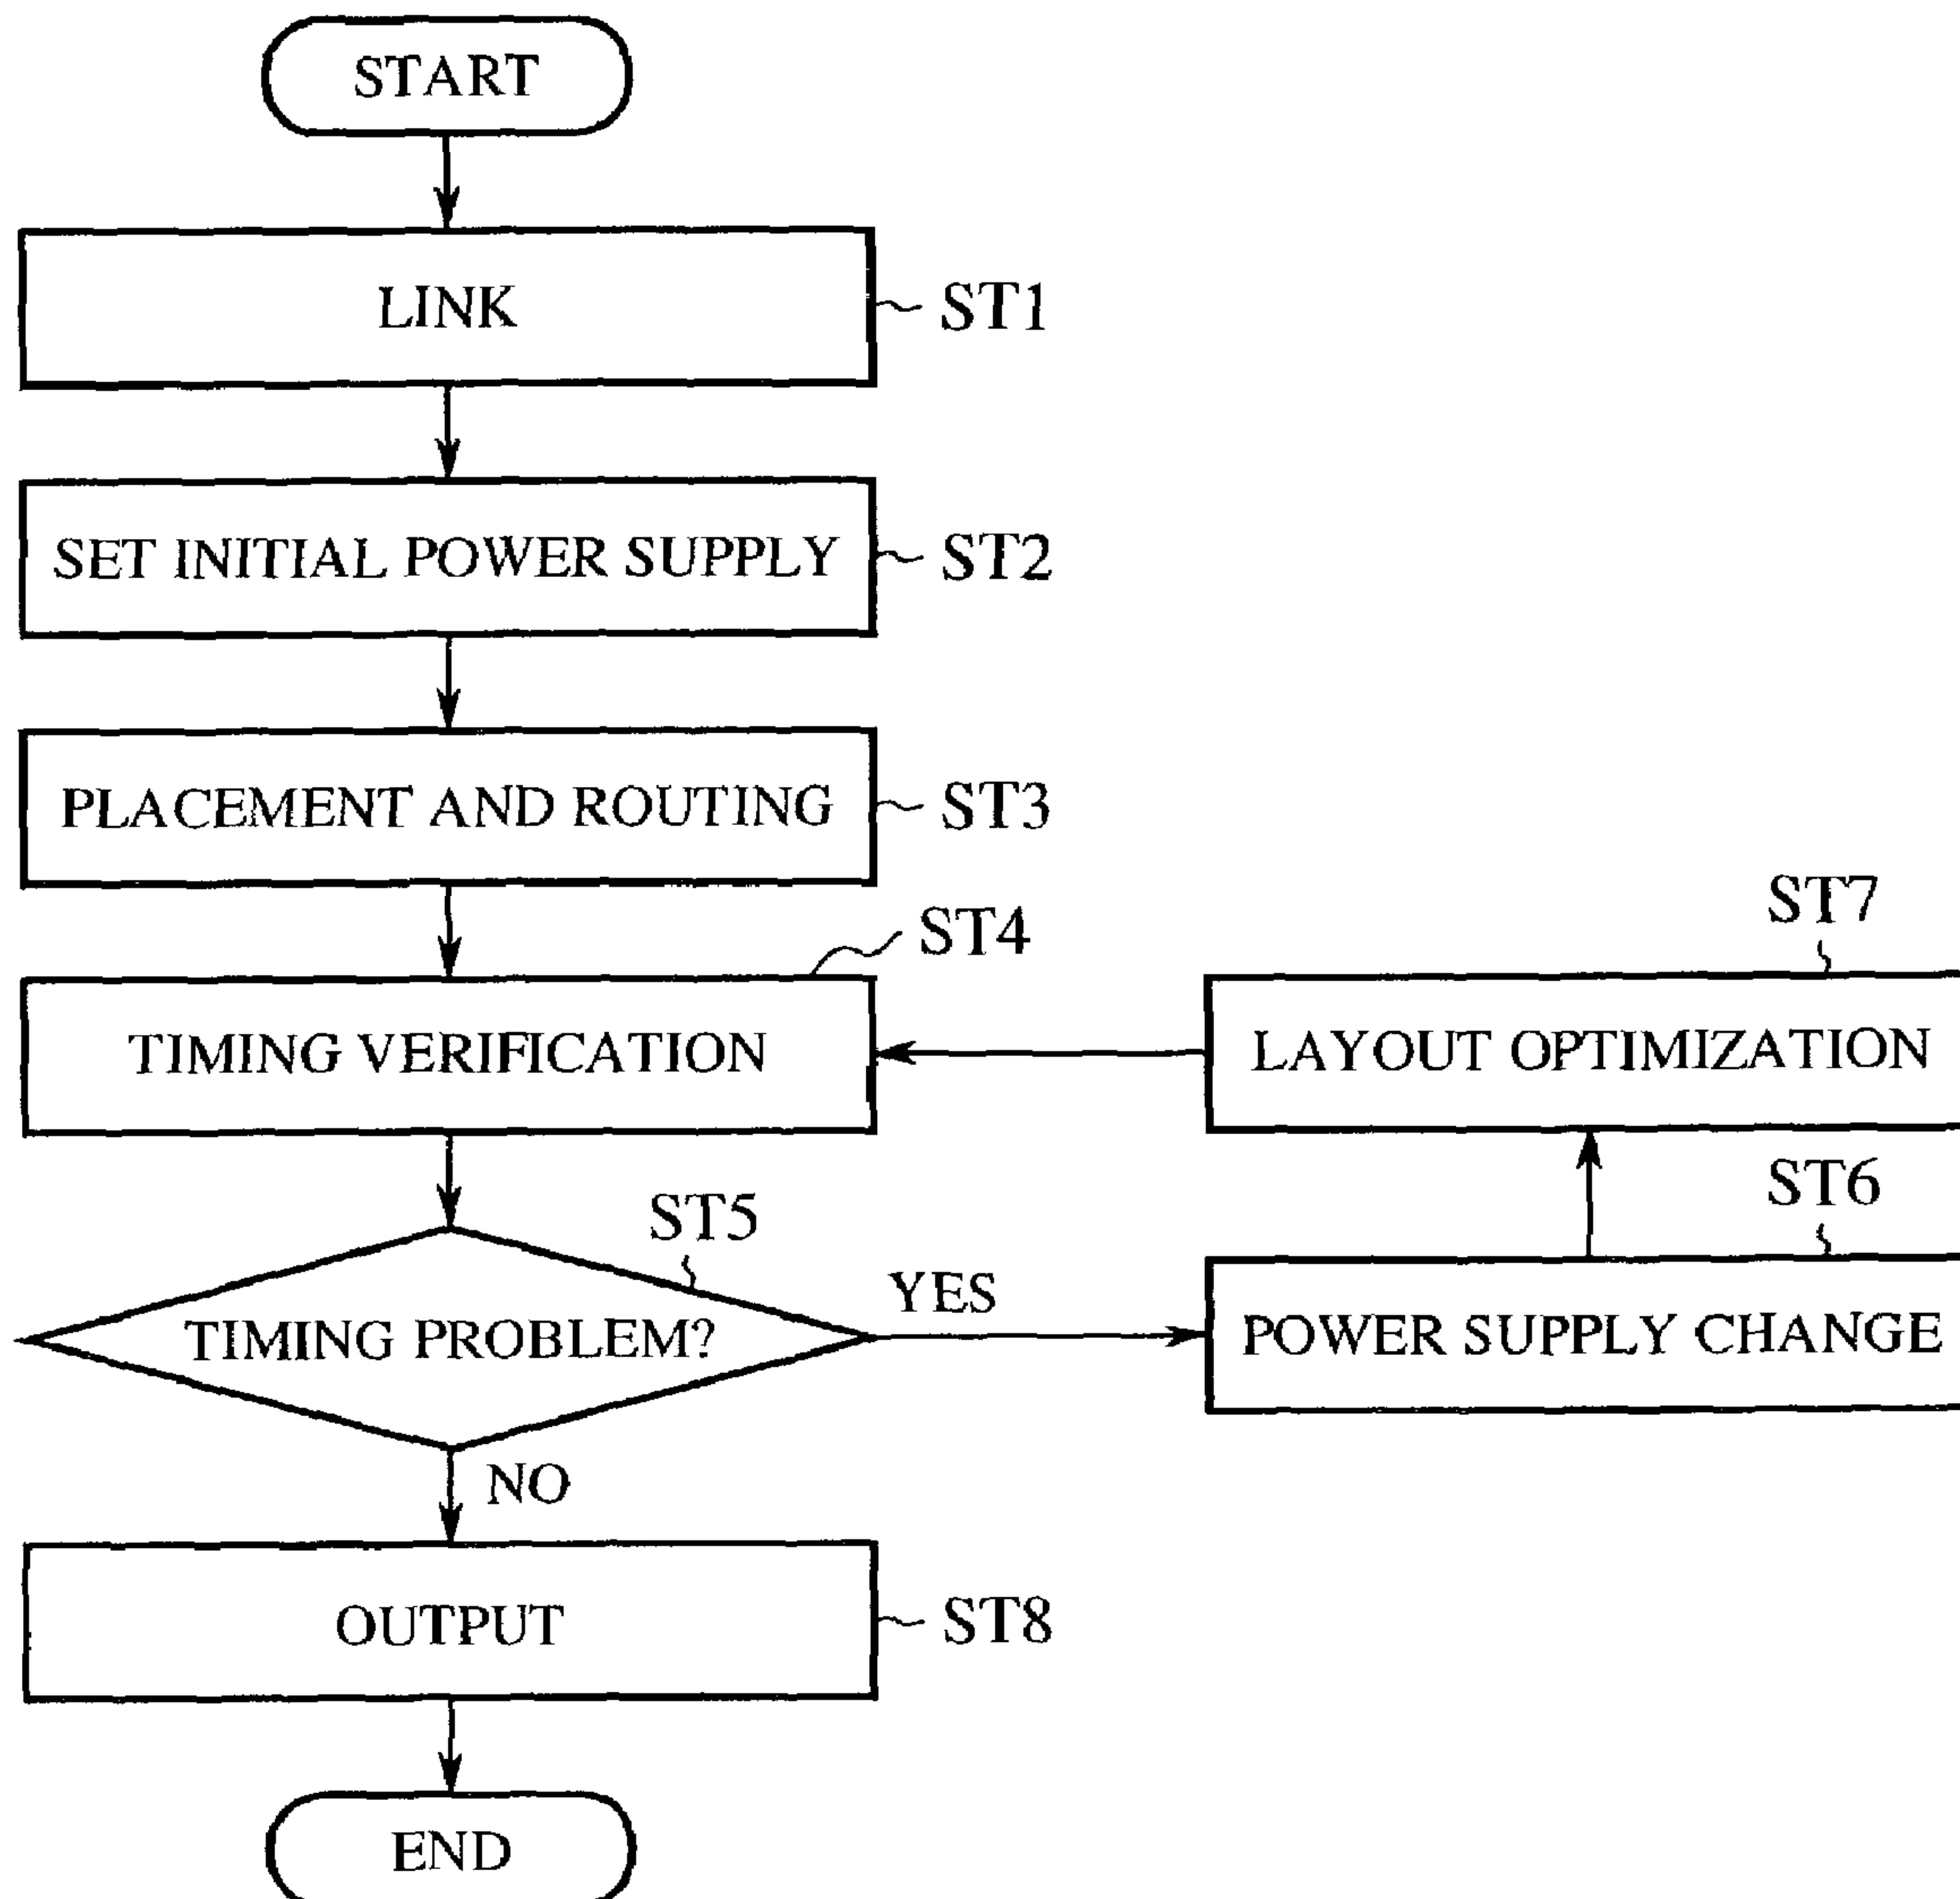 START
LINK
ST1
SET INITIAL POWER SUPPLY
ST2
PLACEMENT AND ROUTING
ST3
ST4
TIMING VERIFICATION
ST7
LAYOUT OPTIMIZATION
ST5
TIMING PROBLEM?
YES
ST6
POWER SUPPLY CHANGE
NO
OUTPUT
ST8
END